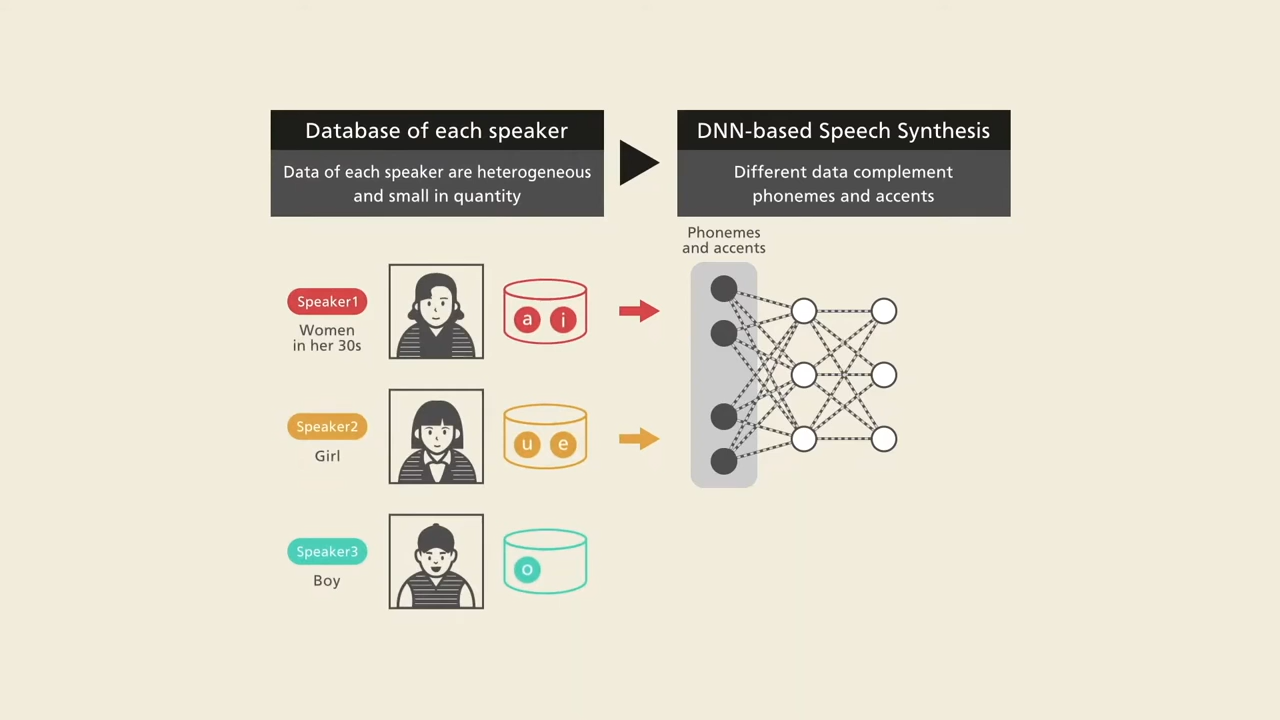 Database of each speaker
Data of each speaker are heterogeneous
and small in quantity
DNN-based Speech Synthesis
Different data complement
phonemes and accents
Phonemes
and accents
Speaker1
Women
in her 30s
a i
Speaker2
Girl
u e
Speaker3
Boy
o